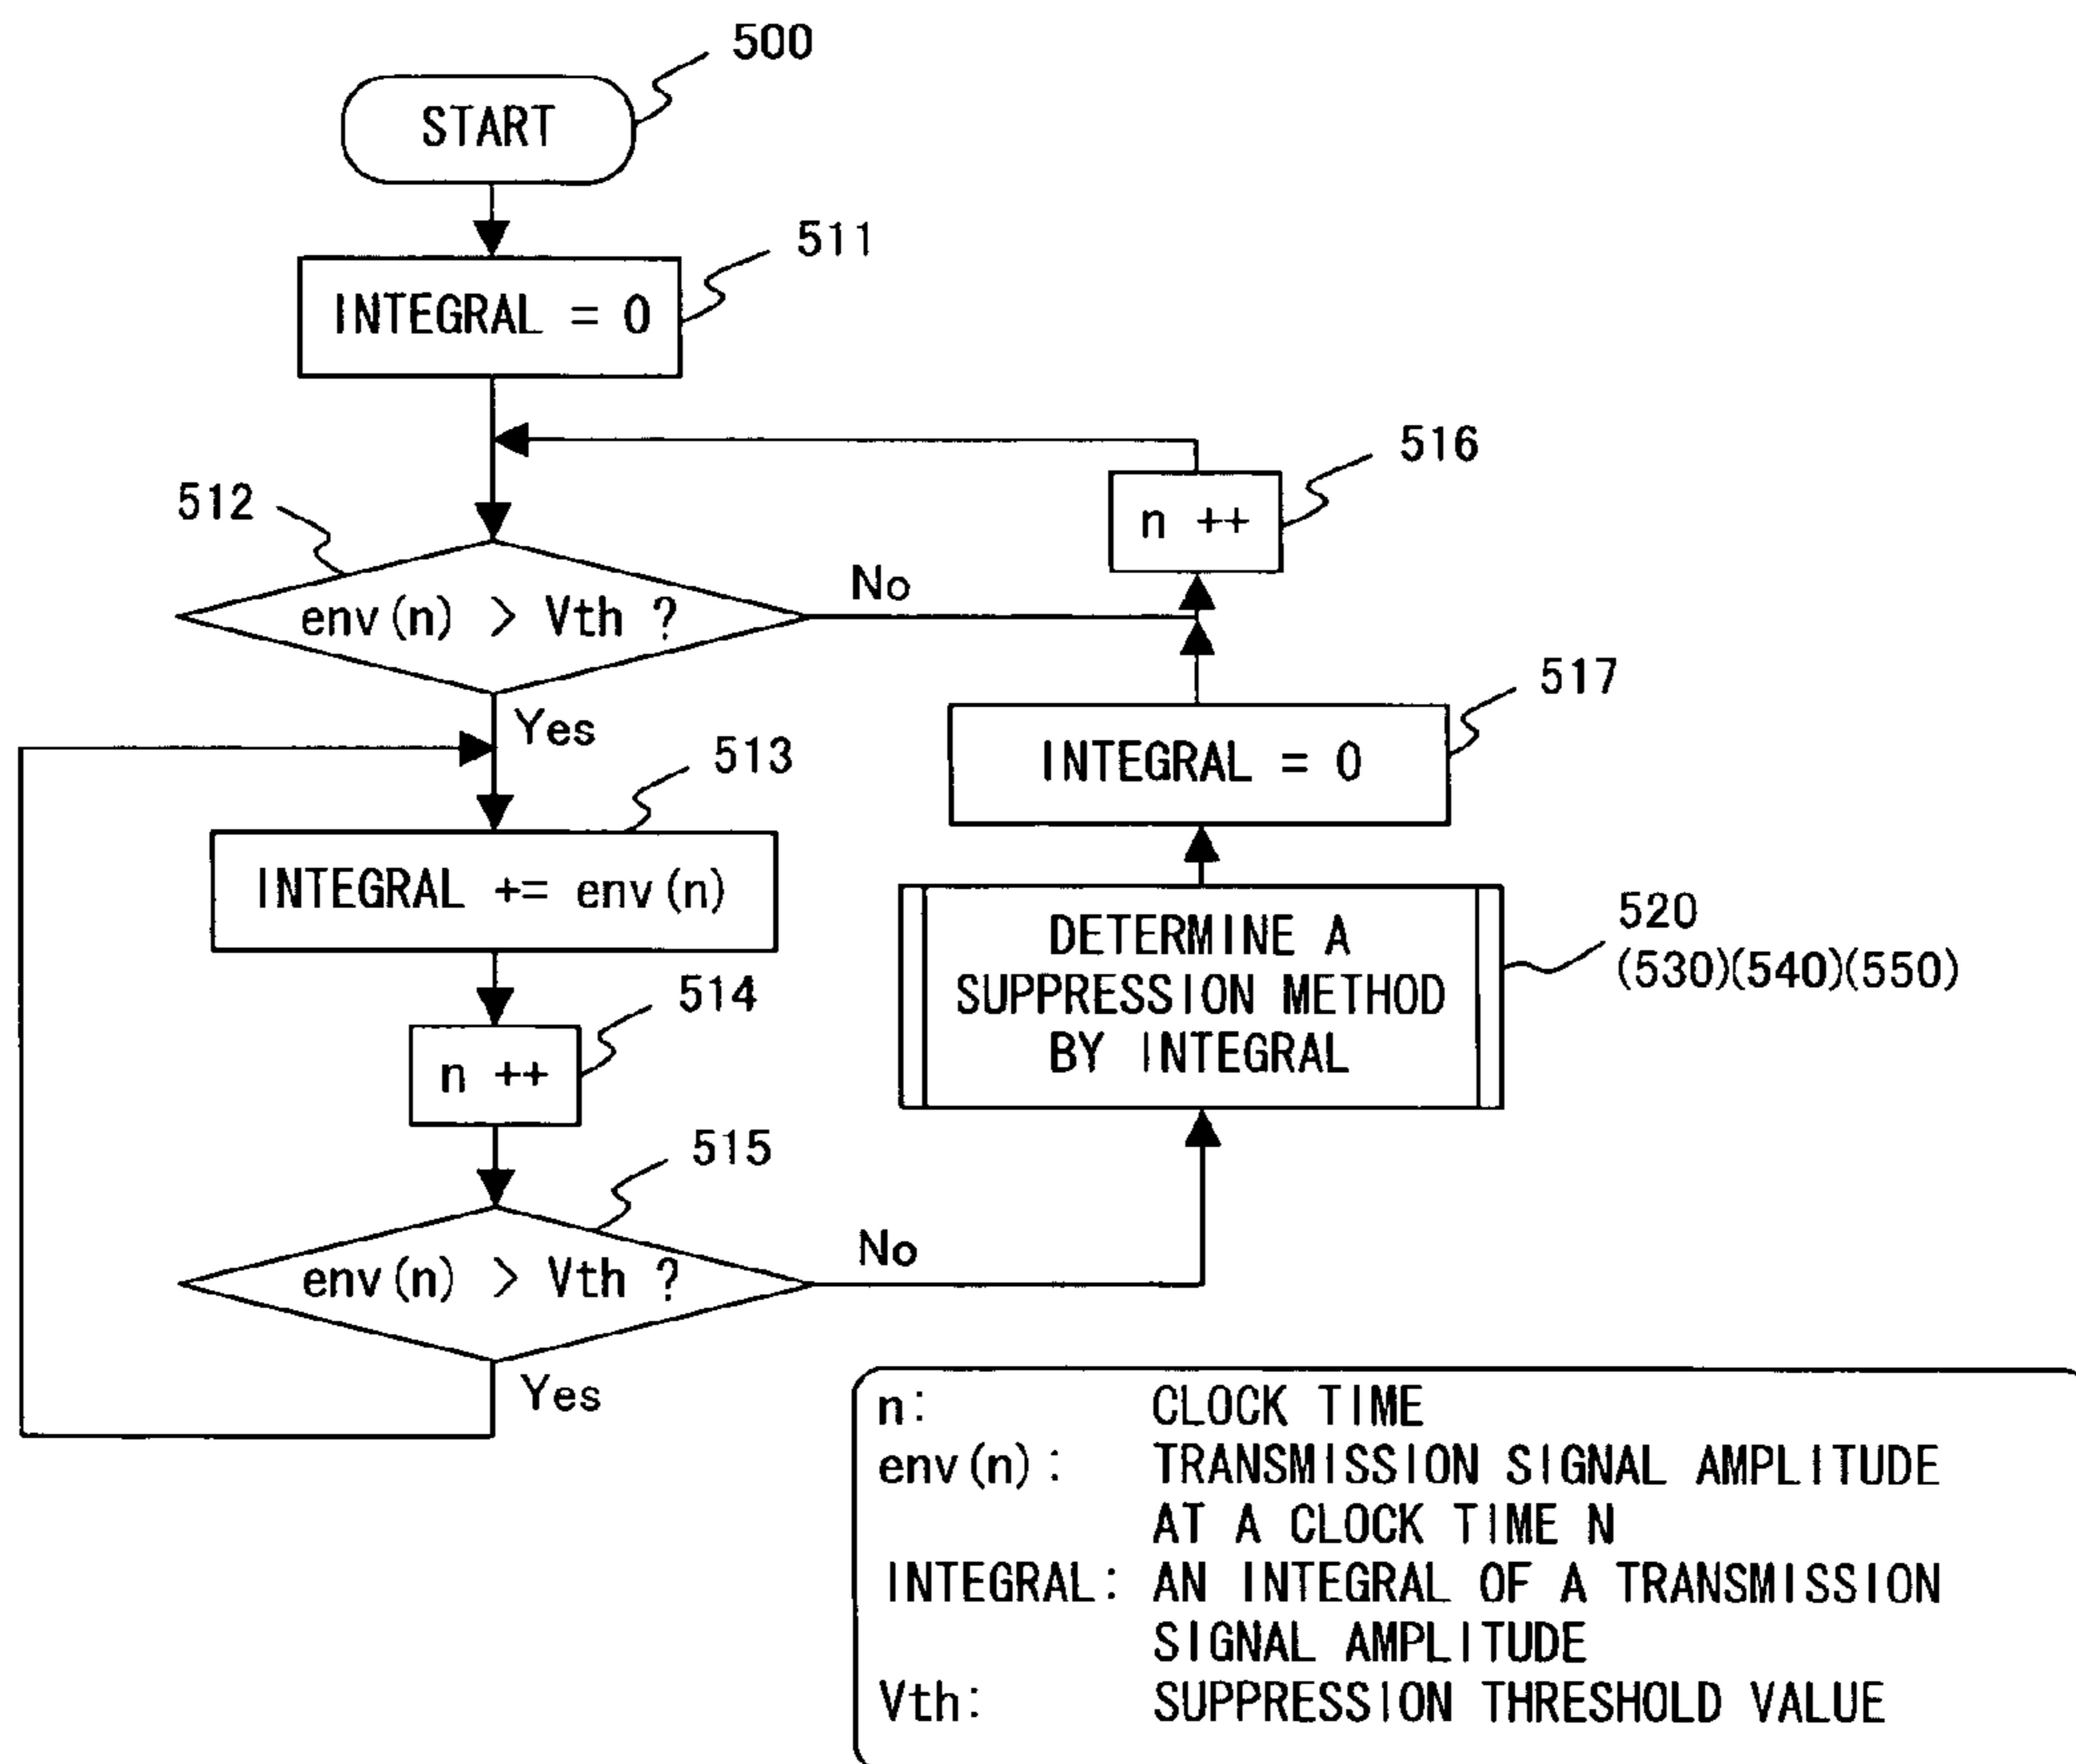 500
START
511
INTEGRAL = 0
516
n ++
512
env(n) > Vth ?
No
Yes
517
INTEGRAL = 0
513
INTEGRAL += env(n)
520
(530)(540)(550)
DETERMINE A
SUPPRESSION METHOD
BY INTEGRAL
514
n ++
515
env(n) > Vth ?
No
Yes
n: CLOCK TIME
env(n): TRANSMISSION SIGNAL AMPLITUDE
AT A CLOCK TIME N
INTEGRAL: AN INTEGRAL OF A TRANSMISSION
SIGNAL AMPLITUDE
Vth: SUPPRESSION THRESHOLD VALUE